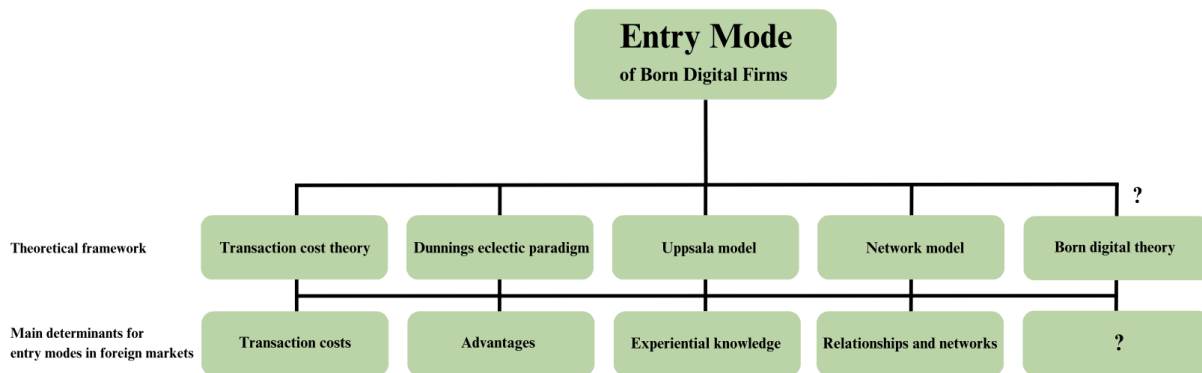 Entry Mode
of Born Digital Firms
?
Theoretical framework
Transaction cost theory
Dunnings eclectic paradigm
Uppsala model
Network model
Born digital theory
Main determinants for
entry modes in foreign markets
Transaction costs
Advantages
Experiential knowledge
Relationships and networks
?